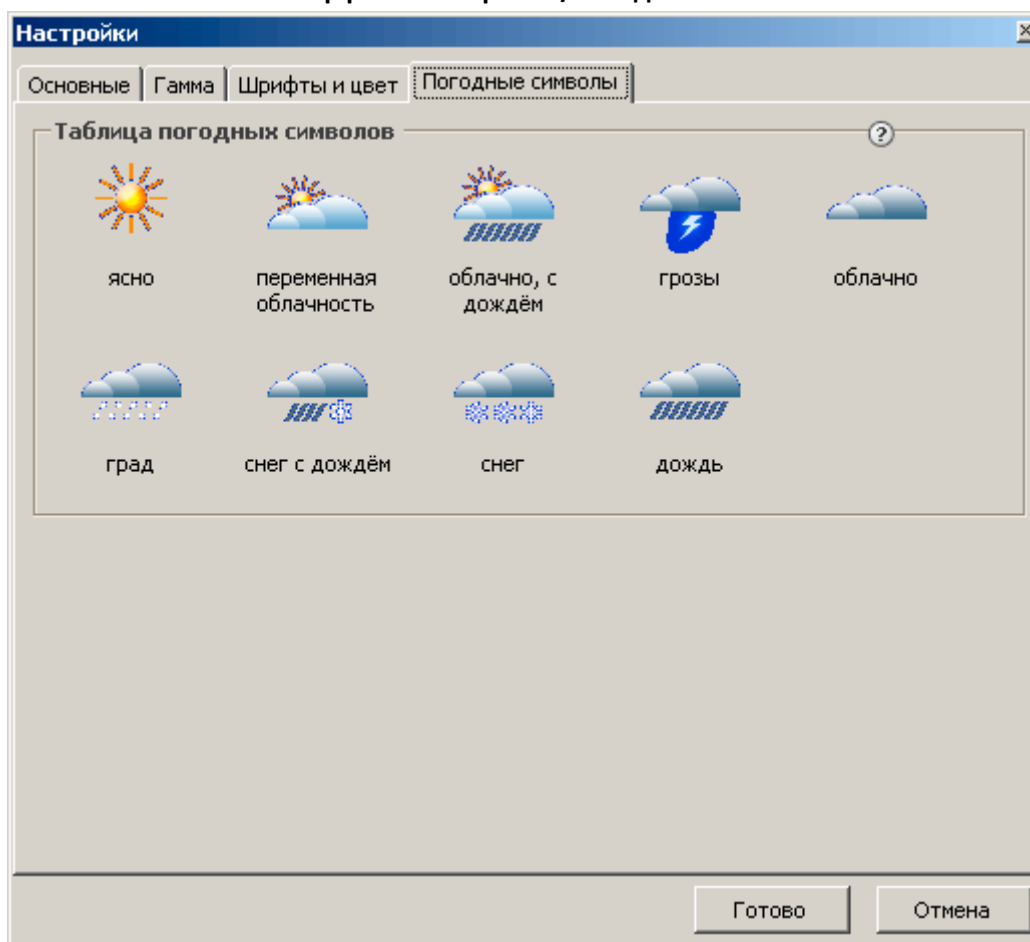 Настройки
Основные Гамма Шрифты и цвет Погодные символы
Таблица погодных символов ?
ясно переменная облачность облачно, с дождём грозы облачно
град снег с дождём снег дождь
Готово Отмена